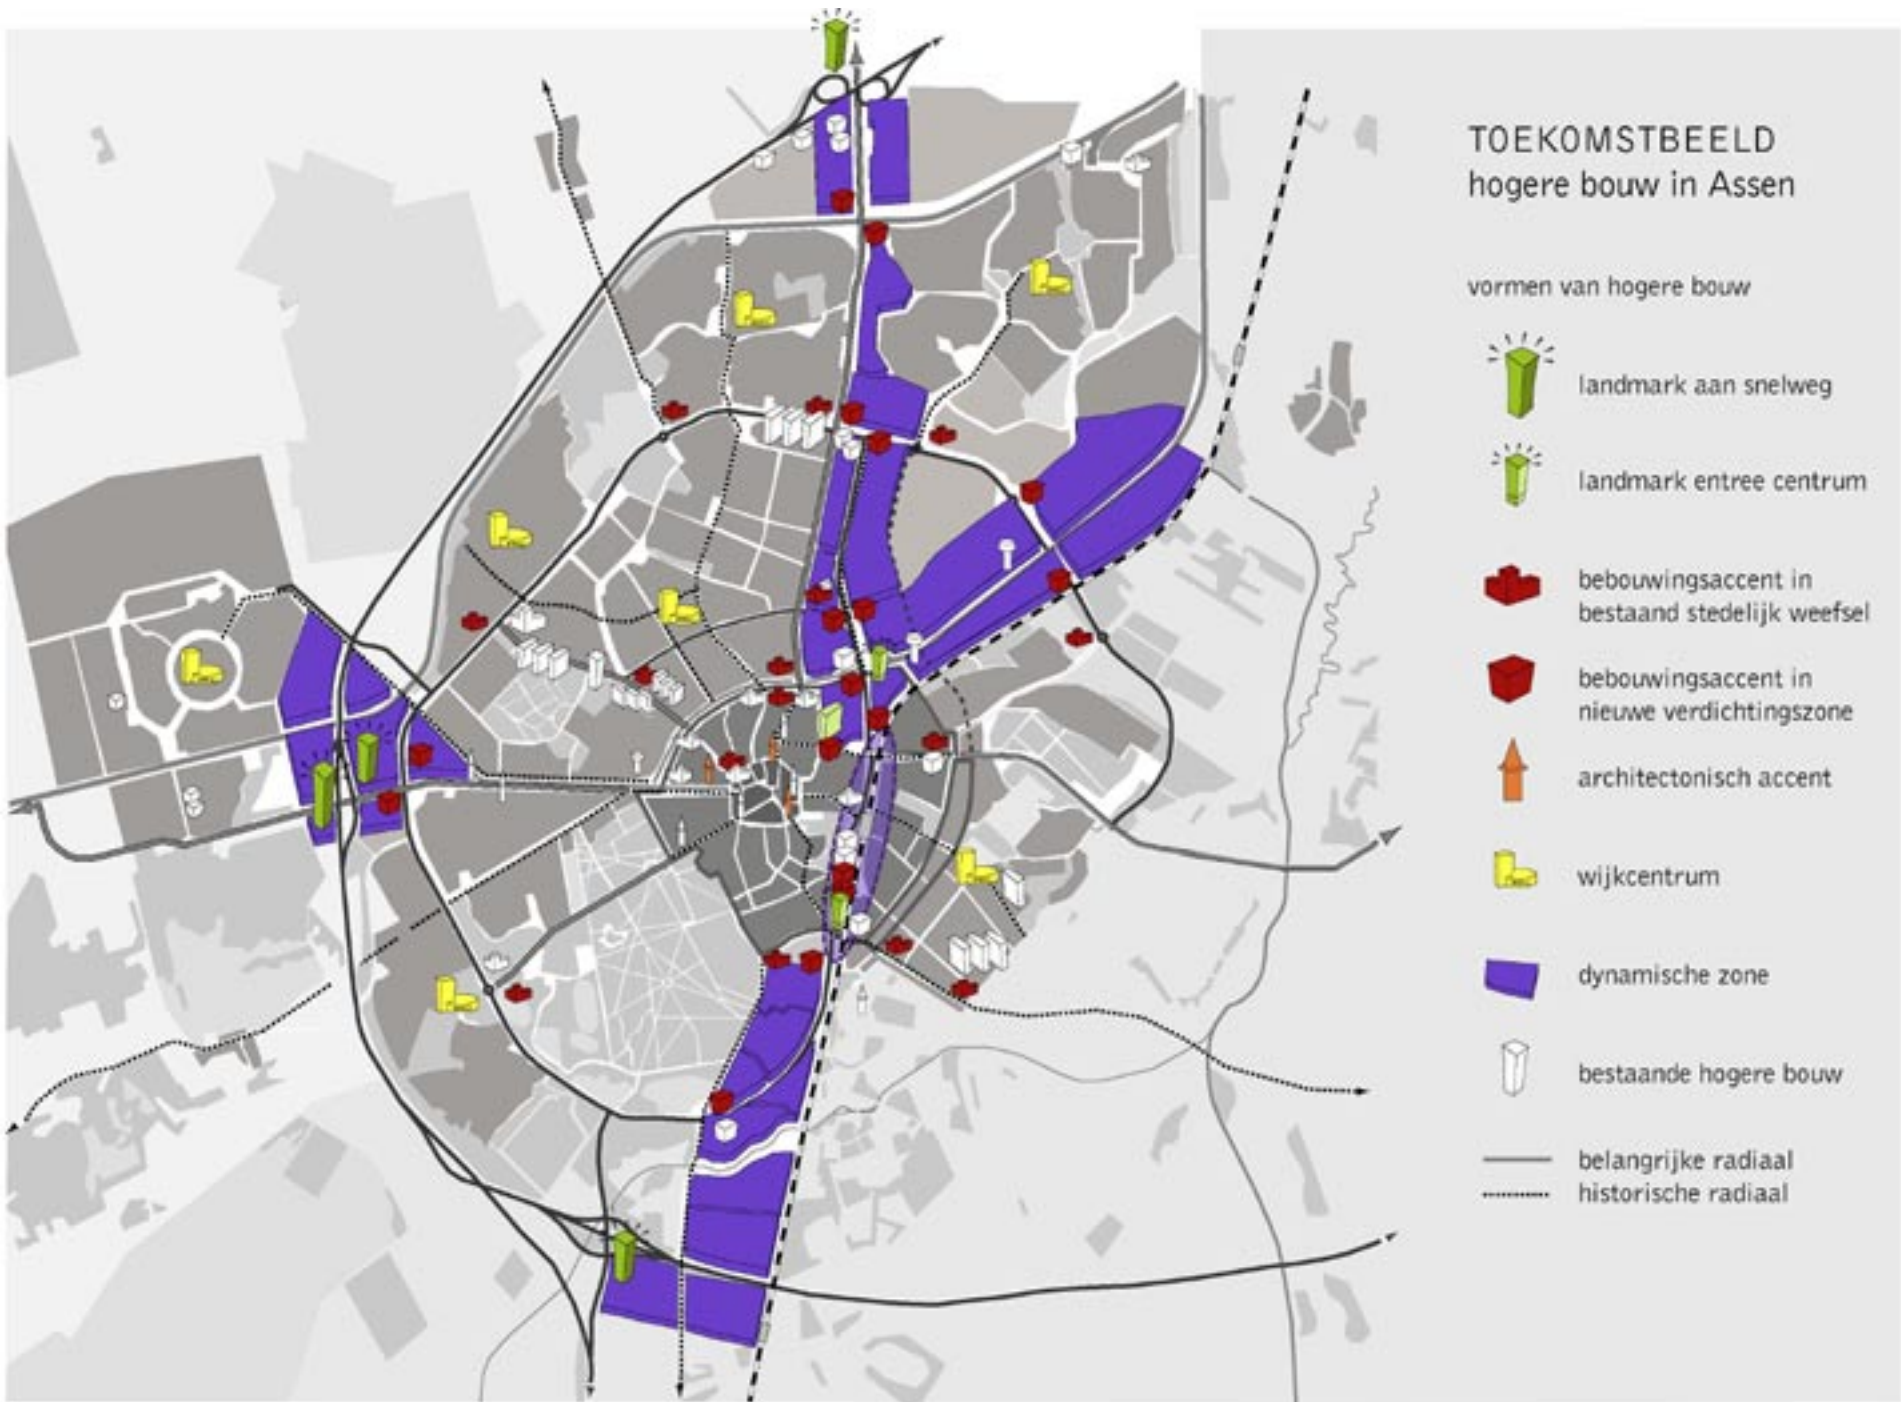 TOEKOMSTBEELD
hogere bouw in Assen
vormen van hogere bouw
landmark aan snelweg
landmark entree centrum
bebouwingsaccent in
bestaand stedelijk weefsel
bebouwingsaccent in
nieuwe verdichtingszone
architectonisch accent
wijkcentrum
dynamische zone
bestaande hogere bouw
belangrijke radiaal
historische radiaal